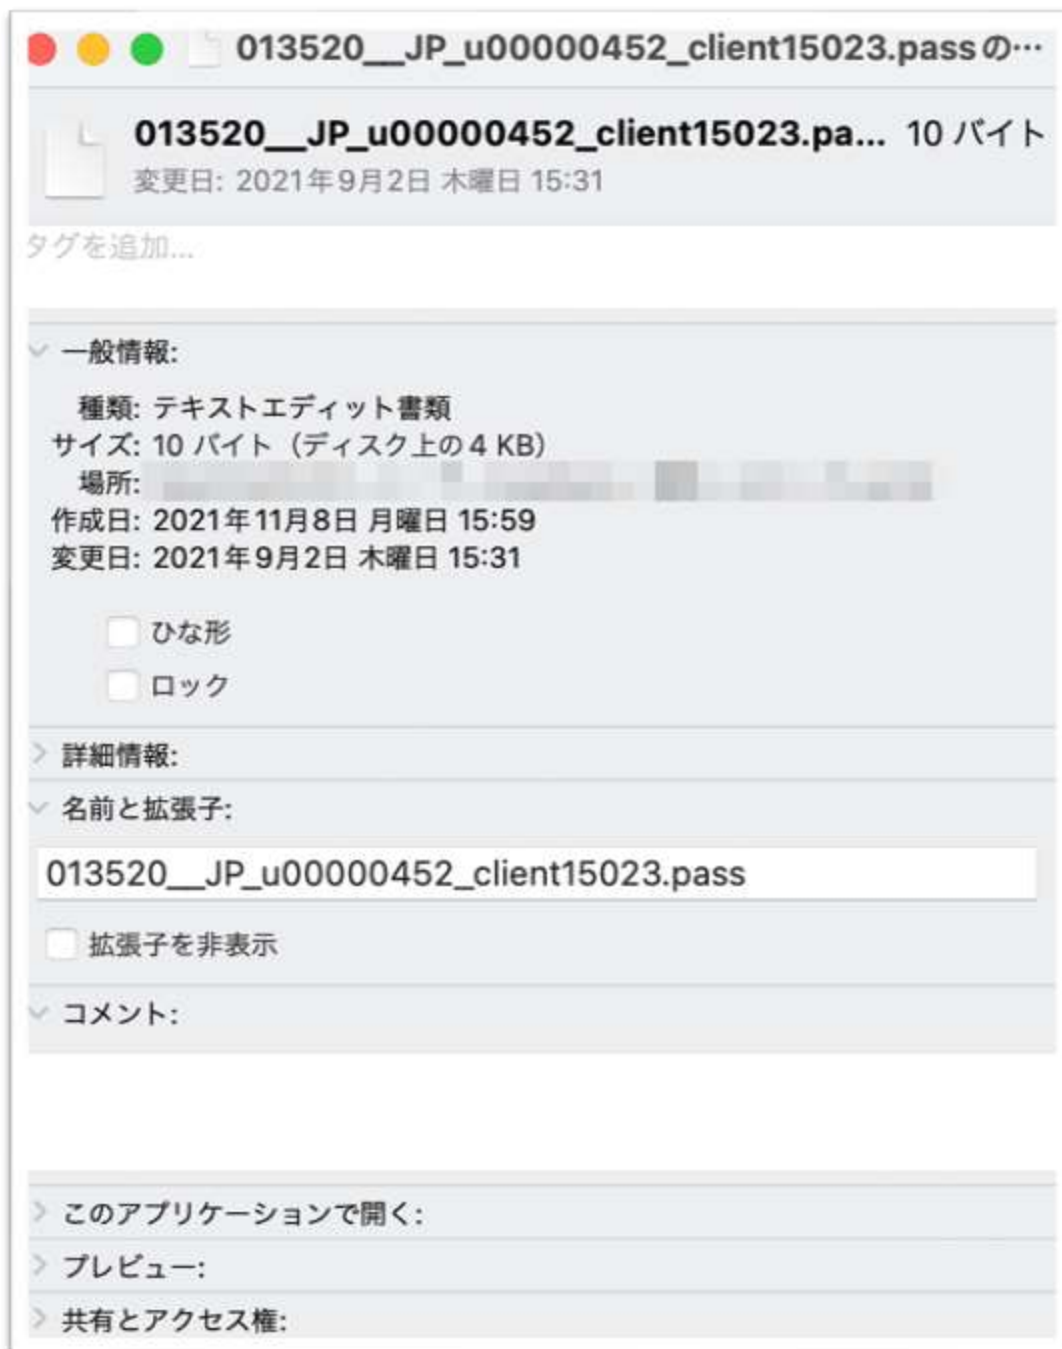 013520__JP_u00000452_client15023.passの…
013520__JP_u00000452_client15023.pa... 10 バイト
変更日: 2021年9月2日 木曜日 15:31
タグを追加...
一般情報:
種類: テキストエディット書類
サイズ: 10 バイト（ディスク上の4 KB）
場所:
作成日: 2021年11月8日 月曜日 15:59
変更日: 2021年9月2日 木曜日 15:31
ひな形
ロック
詳細情報:
名前と拡張子:
013520__JP_u00000452_client15023.pass
拡張子を非表示
コメント:
このアプリケーションで開く:
プレビュー:
共有とアクセス権: